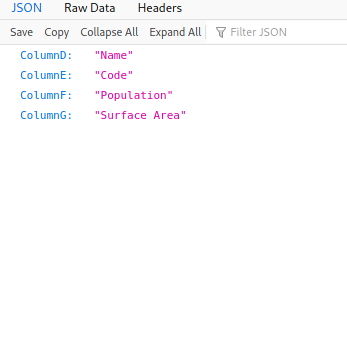 JSON Raw Data Headers
Save Copy Collapse All Expand All Filter JSON
ColumnD: "Name"
ColumnE: "Code"
ColumnF: "Population"
ColumnG: "Surface Area"